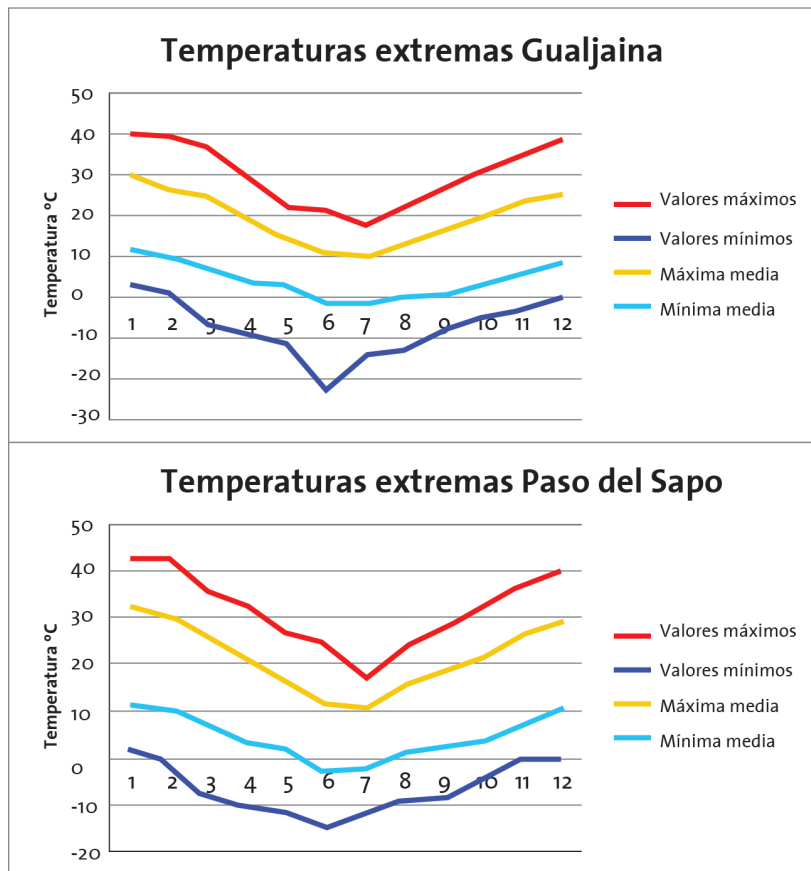 Temperaturas extremas Gualjaina
Temperatura ºC
50
40
30
20
10
0
-10
-20
-30
1 2 3 4 5 6 7 8 9 10 11 12
Valores máximos
Valores mínimos
Máxima media
Mínima media
Temperaturas extremas Paso del Sapo
Temperatura ºC
50
40
30
20
10
0
-10
-20
1 2 3 4 5 6 7 8 9 10 11 12
Valores máximos
Valores mínimos
Máxima media
Mínima media